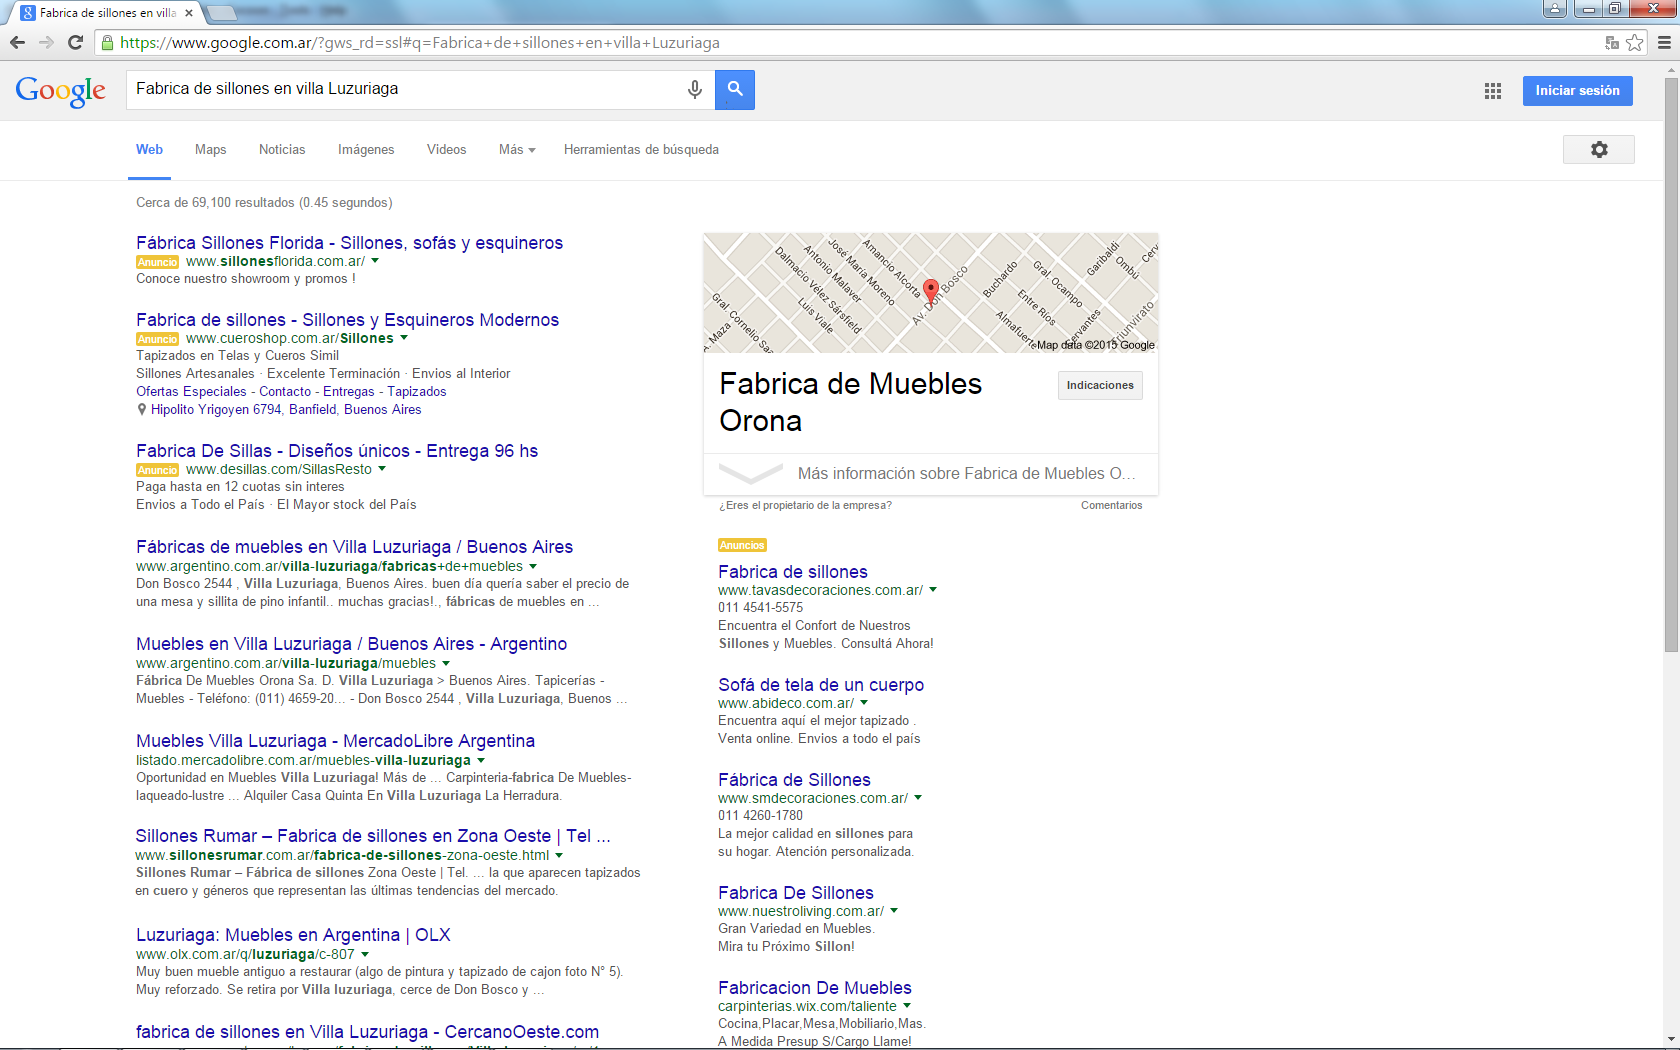 Fabrica de sillones en villa
https://www.google.com.ar/?gws_rd=ssl#q=Fabrica+de+sillones+en+villa+Luzuriaga
Google
Fabrica de sillones en villa Luzuriaga
Iniciar sesión
Web
Maps
Noticias
Imágenes
Videos
Más
Herramientas de búsqueda
Cerca de 69,100 resultados (0.45 segundos)
Fábrica Sillones Florida - Sillones, sofás y esquineros
Anuncio www.sillonesflorida.com.ar/
Conoce nuestro showroom y promos !
Fabrica de sillones - Sillones y Esquineros Modernos
Anuncio www.cueroshop.com.ar/Sillones
Tapizados en Telas y Cueros Simil
Sillones Artesanales · Excelente Terminación · Envios al Interior
Ofertas Especiales - Contacto - Entregas - Tapizados
Hipolito Yrigoyen 6794, Banfield, Buenos Aires
Fabrica De Sillas - Diseños únicos - Entrega 96 hs
Anuncio www.desillas.com/SillasResto
Paga hasta en 12 cuotas sin interes
Envios a Todo el País · El Mayor stock del País
Fábricas de muebles en Villa Luzuriaga / Buenos Aires
www.argentino.com.ar/villa-luzuriaga/fabricas+de+muebles
Don Bosco 2544 , Villa Luzuriaga, Buenos Aires. buen día quería saber el precio de
una mesa y sillita de pino infantil.. muchas gracias!., fábricas de muebles en ...
Muebles en Villa Luzuriaga / Buenos Aires - Argentino
www.argentino.com.ar/villa-luzuriaga/muebles
Fábrica De Muebles Orona Sa. D. Villa Luzuriaga > Buenos Aires. Tapicerías -
Muebles - Teléfono: (011) 4659-20... - Don Bosco 2544 , Villa Luzuriaga, Buenos ...
Muebles Villa Luzuriaga - MercadoLibre Argentina
listado.mercadolibre.com.ar/muebles-villa-luzuriaga
Oportunidad en Muebles Villa Luzuriaga! Más de ... Carpinteria-fabrica De Muebles-
laqueado-lustre ... Alquiler Casa Quinta En Villa Luzuriaga La Herradura.
Sillones Rumar – Fabrica de sillones en Zona Oeste | Tel ...
www.sillonesrumar.com.ar/fabrica-de-sillones-zona-oeste.html
Sillones Rumar – Fábrica de sillones Zona Oeste | Tel. ... la que aparecen tapizados
en cuero y géneros que representan las últimas tendencias del mercado.
Luzuriaga: Muebles en Argentina | OLX
www.olx.com.ar/q/luzuriaga/c-807
Muy buen mueble antiguo a restaurar (algo de pintura y tapizado de cajon foto N° 5).
Muy reforzado. Se retira por Villa luzuriaga, cerce de Don Bosco y ...
fabrica de sillones en Villa Luzuriaga - CercanoOeste.com
Gral. Cornelio Saa
A. Maza
Dalmacio Vélez Sársfield
Luis Viale
Antonio Malaver
José María Moreno
Amancio Alcorta
Av. Don Bosco
Buchardo
Gral. Ocampo
Entre Rios
Almafuerte
Cervantes
Triunvirato
Garibaldi
Ombú
Cerv
Map data ©2015 Google
Fabrica de Muebles
Orona
Indicaciones
Más información sobre Fabrica de Muebles O...
¿Eres el propietario de la empresa?
Comentarios
Anuncios
Fabrica de sillones
www.tavasdecoraciones.com.ar/
011 4541-5575
Encuentra el Confort de Nuestros
Sillones y Muebles. Consultá Ahora!
Sofá de tela de un cuerpo
www.abideco.com.ar/
Encuentra aquí el mejor tapizado .
Venta online. Envios a todo el país
Fábrica de Sillones
www.smdecoraciones.com.ar/
011 4260-1780
La mejor calidad en sillones para
su hogar. Atención personalizada.
Fabrica De Sillones
www.nuestroliving.com.ar/
Gran Variedad en Muebles.
Mira tu Próximo Sillon!
Fabricacion De Muebles
carpinterias.wix.com/taliente
Cocina,Placar,Mesa,Mobiliario,Mas.
A Medida Presup S/Cargo Llame!